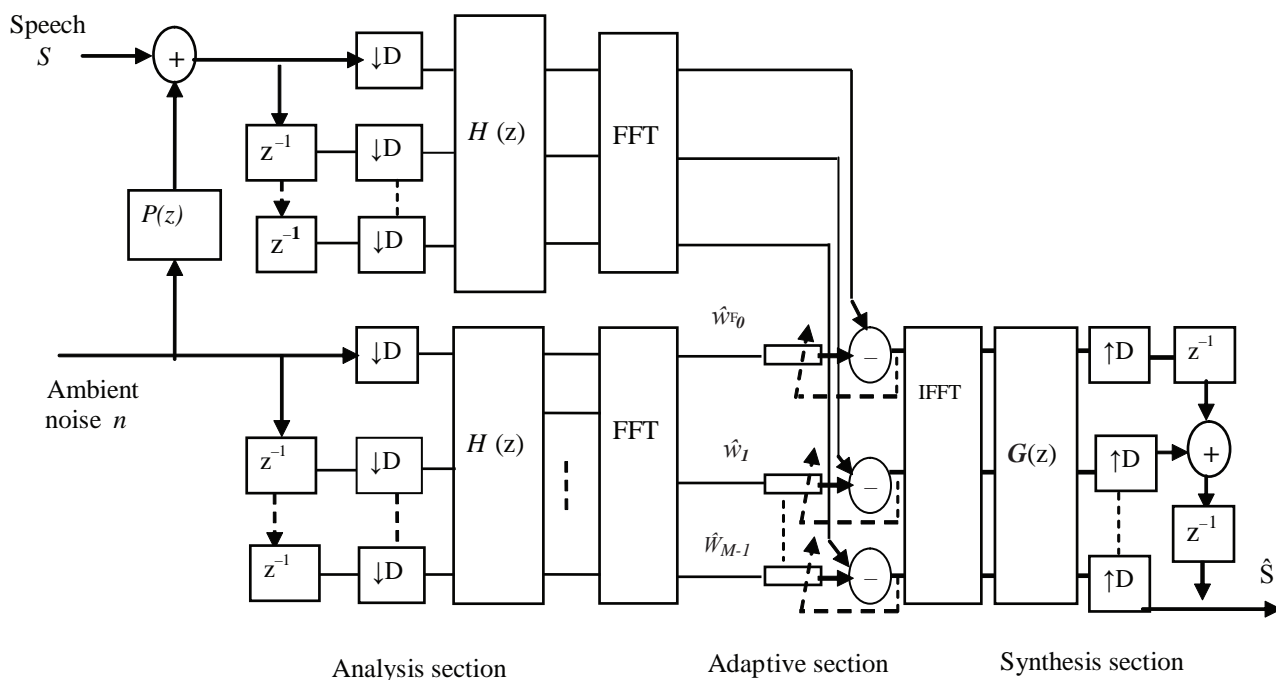 Speech
S
+
↓D
H (z)
FFT
z⁻¹
↓D
P(z)
z⁻¹
↓D
Ambient
noise n
↓D
H (z)
FFT
z⁻¹
↓D
z⁻¹
↓D
ŵF0
ŵ1
ŴM-1
–
–
–
IFFT
G(z)
↑D
z⁻¹
↑D
+
z⁻¹
↑D
Ŝ
Analysis section
Adaptive section
Synthesis section